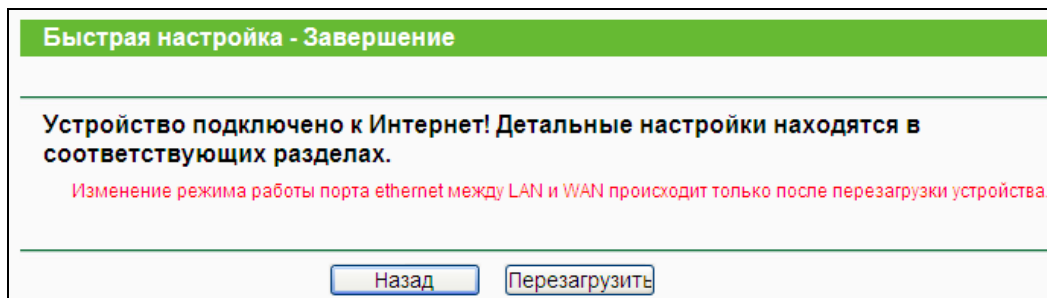 Быстрая настройка - Завершение
Устройство подключено к Интернет! Детальные настройки находятся в
соответствующих разделах.
Изменение режима работы порта ethernet между LAN и WAN происходит только после перезагрузки устройства.
Назад
Перезагрузить